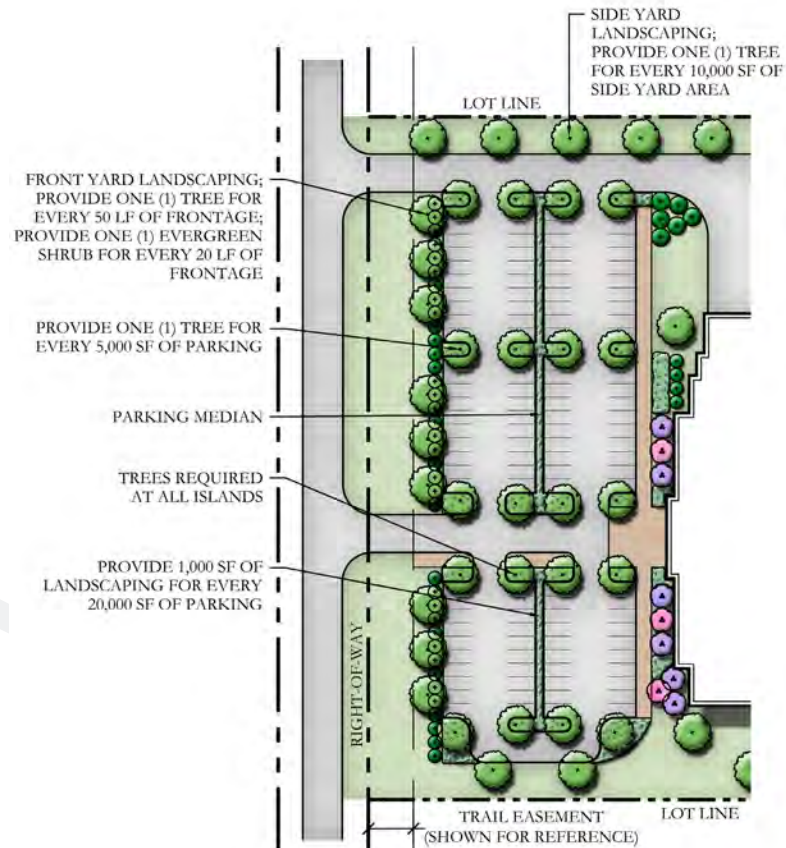 SIDE YARD
LANDSCAPING;
PROVIDE ONE (1) TREE
FOR EVERY 10,000 SF OF
SIDE YARD AREA
LOT LINE
FRONT YARD LANDSCAPING;
PROVIDE ONE (1) TREE FOR
EVERY 50 LF OF FRONTAGE;
PROVIDE ONE (1) EVERGREEN
SHRUB FOR EVERY 20 LF OF
FRONTAGE
PROVIDE ONE (1) TREE FOR
EVERY 5,000 SF OF PARKING
PARKING MEDIAN
TREES REQUIRED
AT ALL ISLANDS
PROVIDE 1,000 SF OF
LANDSCAPING FOR EVERY
20,000 SF OF PARKING
RIGHT-OF-WAY
TRAIL EASEMENT
(SHOWN FOR REFERENCE)
LOT LINE